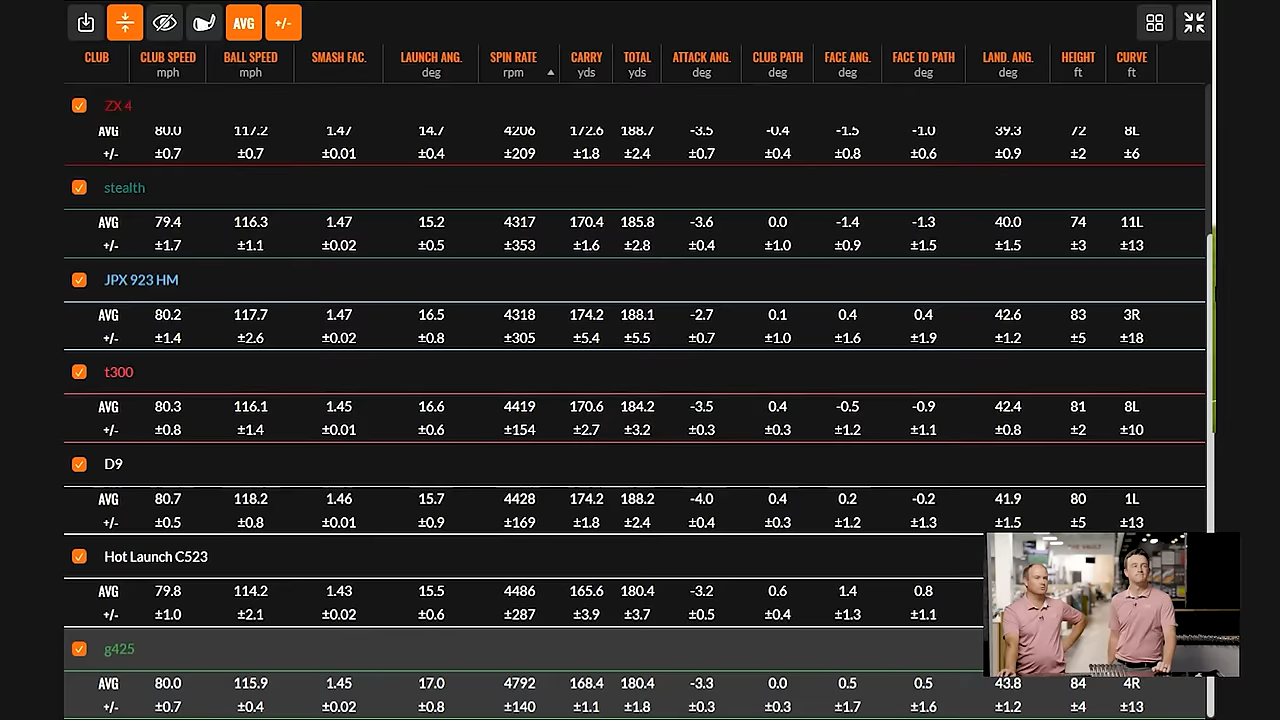 AVG +/-
CLUB CLUB SPEED BALL SPEED SMASH FAC. LAUNCH ANG. SPIN RATE CARRY TOTAL ATTACK ANG. CLUB PATH FACE ANG. FACE TO PATH LAND. ANG. HEIGHT CURVE
mph mph deg rpm yds yds deg deg deg deg deg ft ft
ZX 4
AVG 80.0 117.2 1.47 14.7 4206 172.6 188.7 -3.5 -0.4 -1.5 -1.0 39.3 72 8L
+/- ±0.7 ±0.7 ±0.01 ±0.4 ±209 ±1.8 ±2.4 ±0.7 ±0.4 ±0.8 ±0.6 ±0.9 ±2 ±6
stealth
AVG 79.4 116.3 1.47 15.2 4317 170.4 185.8 -3.6 0.0 -1.4 -1.3 40.0 74 11L
+/- ±1.7 ±1.1 ±0.02 ±0.5 ±353 ±1.6 ±2.8 ±0.4 ±1.0 ±0.9 ±1.5 ±1.5 ±3 ±13
JPX 923 HM
AVG 80.2 117.7 1.47 16.5 4318 174.2 188.1 -2.7 0.1 0.4 0.4 42.6 83 3R
+/- ±1.4 ±2.6 ±0.02 ±0.8 ±305 ±5.4 ±5.5 ±0.7 ±1.0 ±1.6 ±1.9 ±1.2 ±5 ±18
t300
AVG 80.3 116.1 1.45 16.6 4419 170.6 184.2 -3.5 0.4 -0.5 -0.9 42.4 81 8L
+/- ±0.8 ±1.4 ±0.01 ±0.6 ±154 ±2.7 ±3.2 ±0.3 ±0.3 ±1.2 ±1.1 ±0.8 ±2 ±10
D9
AVG 80.7 118.2 1.46 15.7 4428 174.2 188.2 -4.0 0.4 0.2 -0.2 41.9 80 1L
+/- ±0.5 ±0.8 ±0.01 ±0.9 ±169 ±1.8 ±2.4 ±0.4 ±0.3 ±1.2 ±1.3 ±1.5 ±5 ±13
Hot Launch C523
AVG 79.8 114.2 1.43 15.5 4486 165.6 180.4 -3.2 0.6 1.4 0.8
+/- ±1.0 ±2.1 ±0.02 ±0.6 ±287 ±3.9 ±3.7 ±0.5 ±0.4 ±1.3 ±1.1
g425
AVG 80.0 115.9 1.45 17.0 4792 168.4 180.4 -3.3 0.0 0.5 0.5 43.8 84 4R
+/- ±0.7 ±0.4 ±0.02 ±0.8 ±140 ±1.1 ±1.8 ±0.3 ±0.3 ±1.7 ±1.6 ±1.2 ±4 ±13